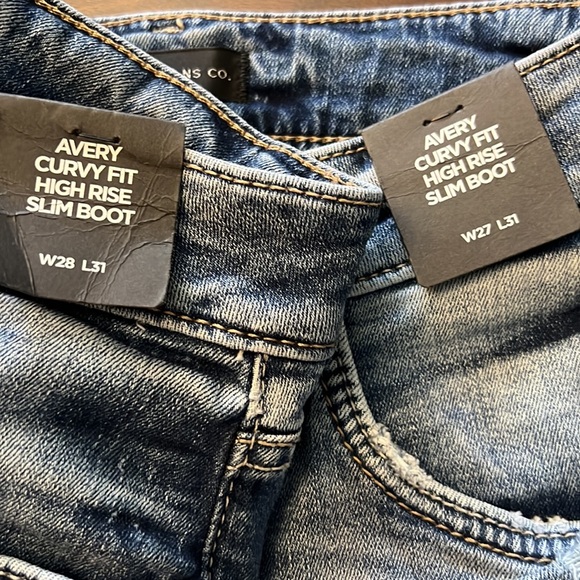 NS CO.
AVERY
CURVY FIT
HIGH RISE
SLIM BOOT
W28 L31
AVERY
CURVY FIT
HIGH RISE
SLIM BOOT
W27 L31